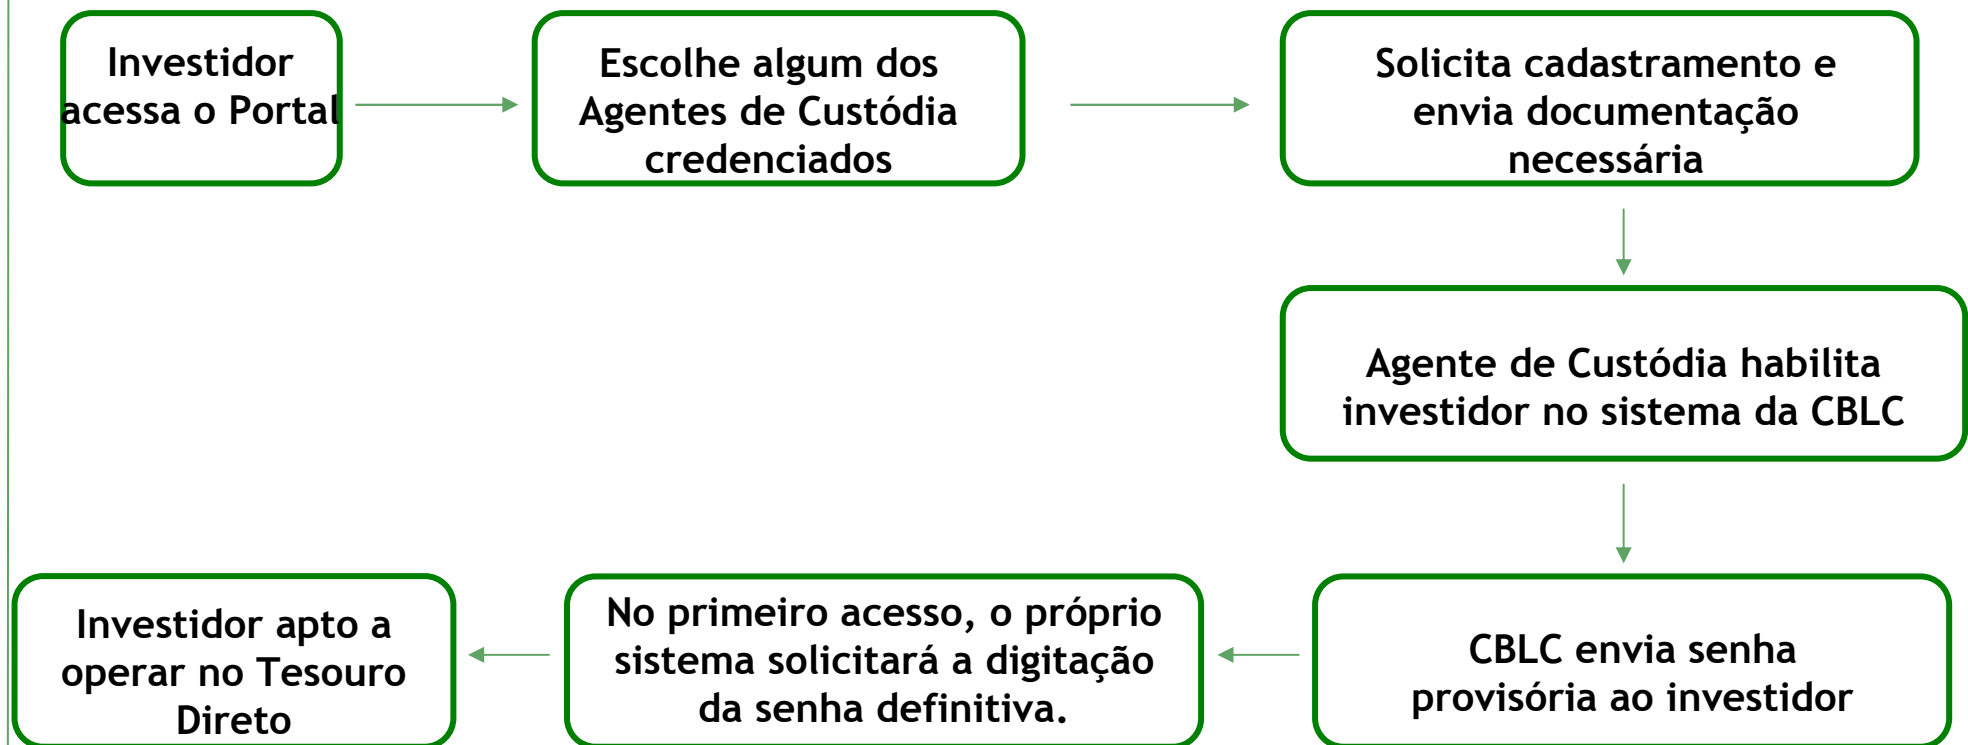 Investidor
acessa o Portal
Escolhe algum dos
Agentes de Custódia
credenciados
Solicita cadastramento e
envia documentação
necessária
Agente de Custódia habilita
investidor no sistema da CBLC
CBLC envia senha
provisória ao investidor
No primeiro acesso, o próprio
sistema solicitará a digitação
da senha definitiva.
Investidor apto a
operar no Tesouro
Direto